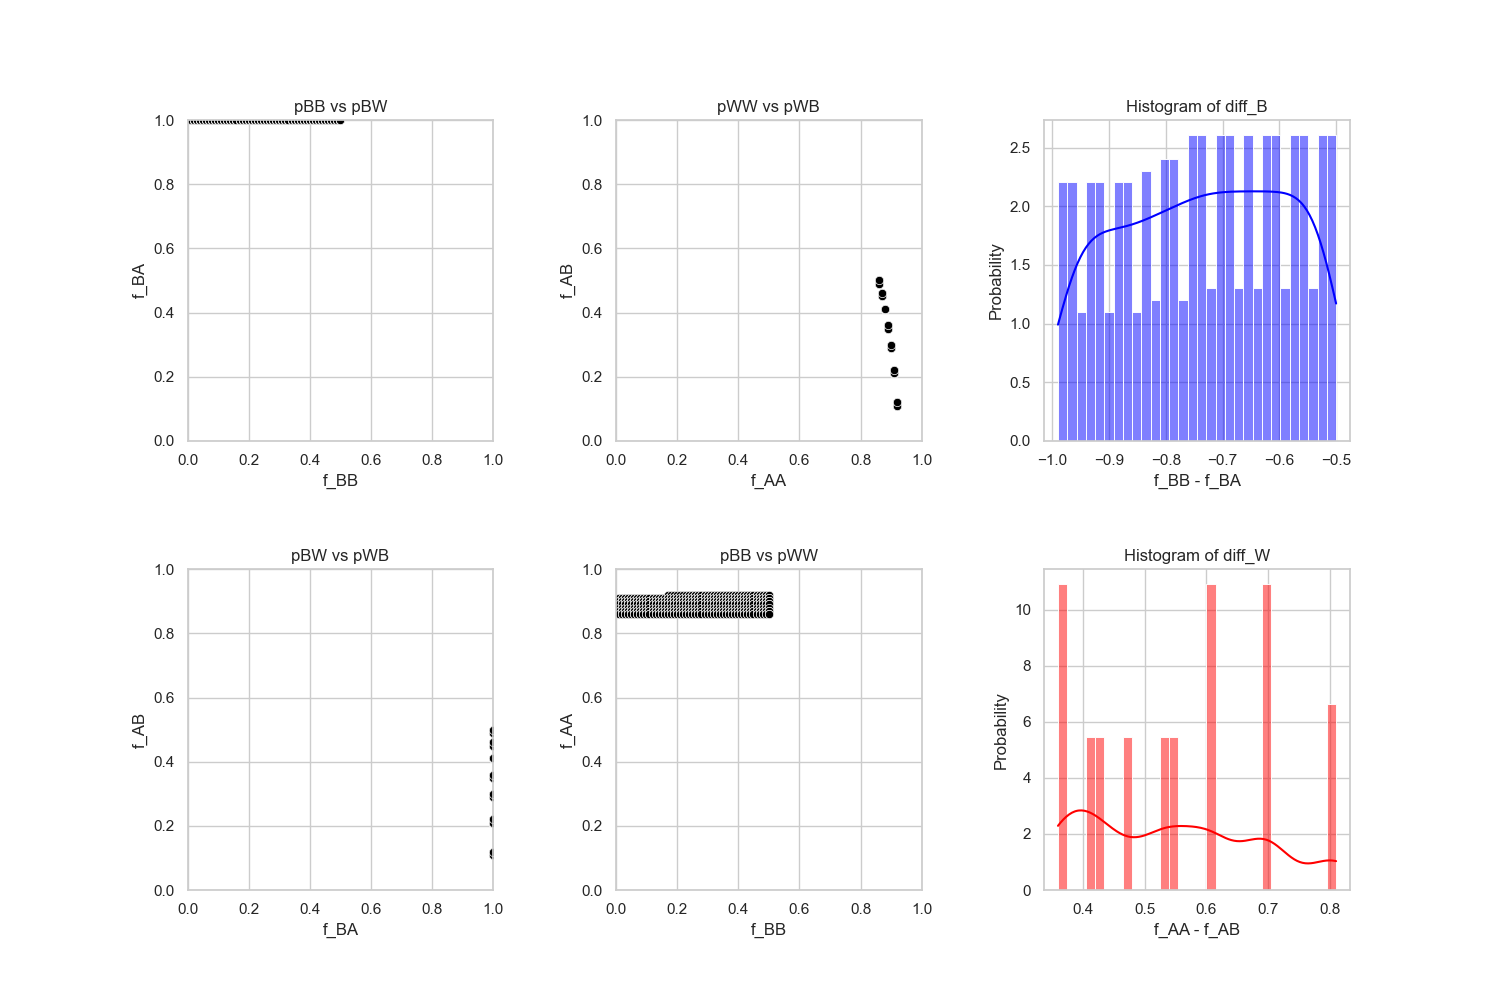 pBB vs pBW
1.0
0.8
0.6
0.4
0.2
0.0
f_BA
0.0 0.2 0.4 0.6 0.8 1.0
f_BB
pWW vs pWB
1.0
0.8
0.6
0.4
0.2
0.0
f_AB
0.0 0.2 0.4 0.6 0.8 1.0
f_AA
Histogram of diff_B
2.5
2.0
1.5
1.0
0.5
0.0
Probability
−1.0 −0.9 −0.8 −0.7 −0.6 −0.5
f_BB - f_BA
pBW vs pWB
1.0
0.8
0.6
0.4
0.2
0.0
f_AB
0.0 0.2 0.4 0.6 0.8 1.0
f_BA
pBB vs pWW
1.0
0.8
0.6
0.4
0.2
0.0
f_AA
0.0 0.2 0.4 0.6 0.8 1.0
f_BB
Histogram of diff_W
10
8
6
4
2
0
Probability
0.4 0.5 0.6 0.7 0.8
f_AA - f_AB